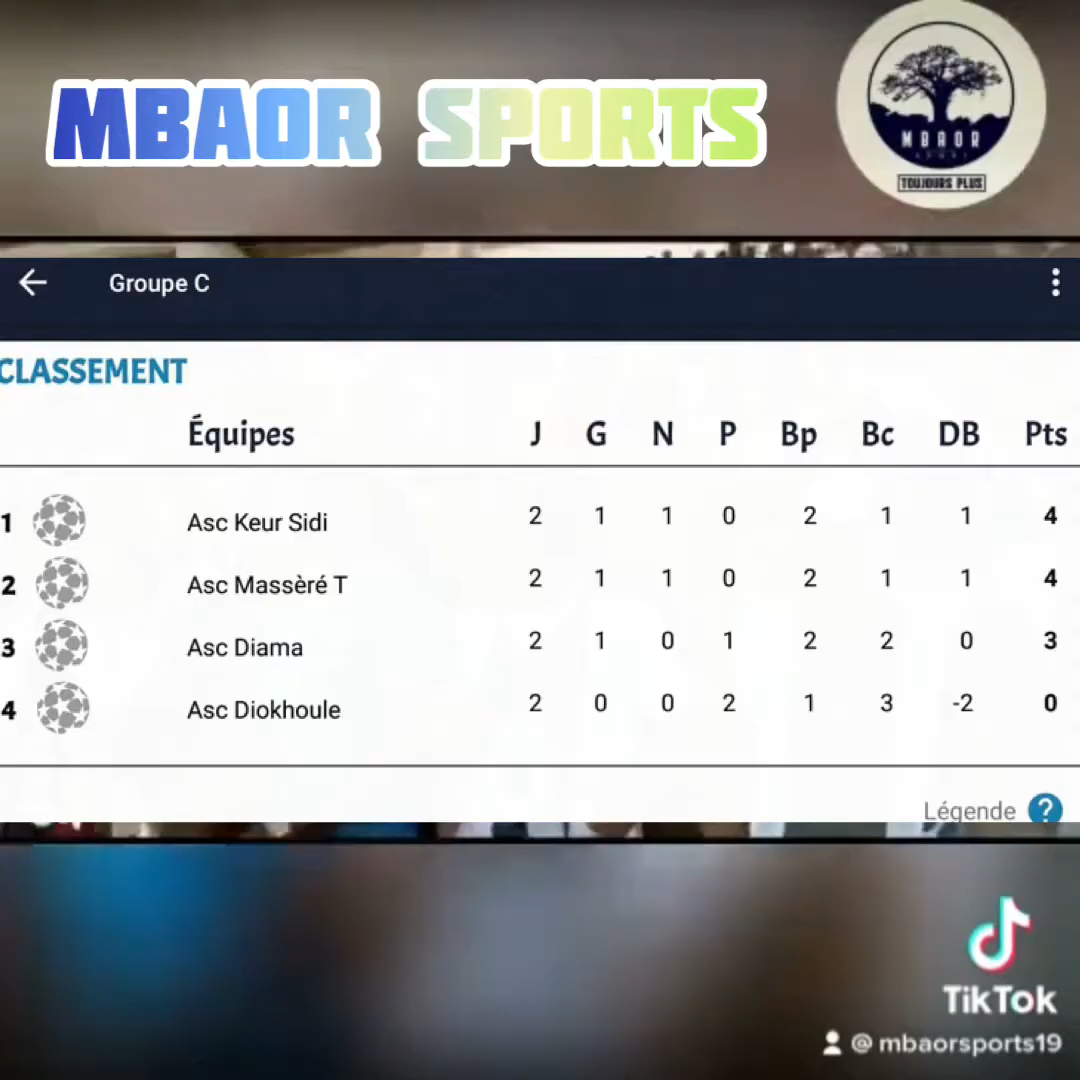 MBAOR SPORTS
MBAOR
TOUJOURS PLUS
Groupe C
CLASSEMENT
Équipes J G N P Bp Bc DB Pts
1 Asc Keur Sidi 2 1 1 0 2 1 1 4
2 Asc Massèré T 2 1 1 0 2 1 1 4
3 Asc Diama 2 1 0 1 2 2 0 3
4 Asc Diokhoule 2 0 0 2 1 3 -2 0
Légende ?
TikTok
@ mbaorsports19